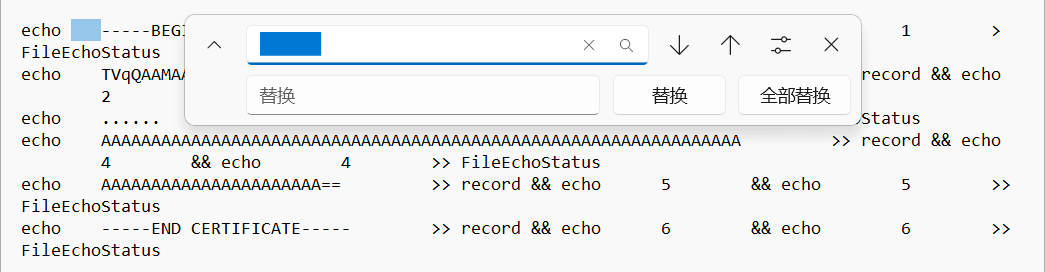 echo -----BEGI 1 >
FileEchoStatus
echo TVqQAAMAA record && echo
2
echo ...... Status
echo AAAAAAAAAAAAAAAAAAAAAAAAAAAAAAAAAAAAAAAAAAAAAAAAAAAAAAAAAAAAAAAA >> record && echo
4 && echo 4 >> FileEchoStatus
echo AAAAAAAAAAAAAAAAAAAAAA== >> record && echo 5 && echo 5 >>
FileEchoStatus
echo -----END CERTIFICATE----- >> record && echo 6 && echo 6 >>
FileEchoStatus
替换 替换 全部替换